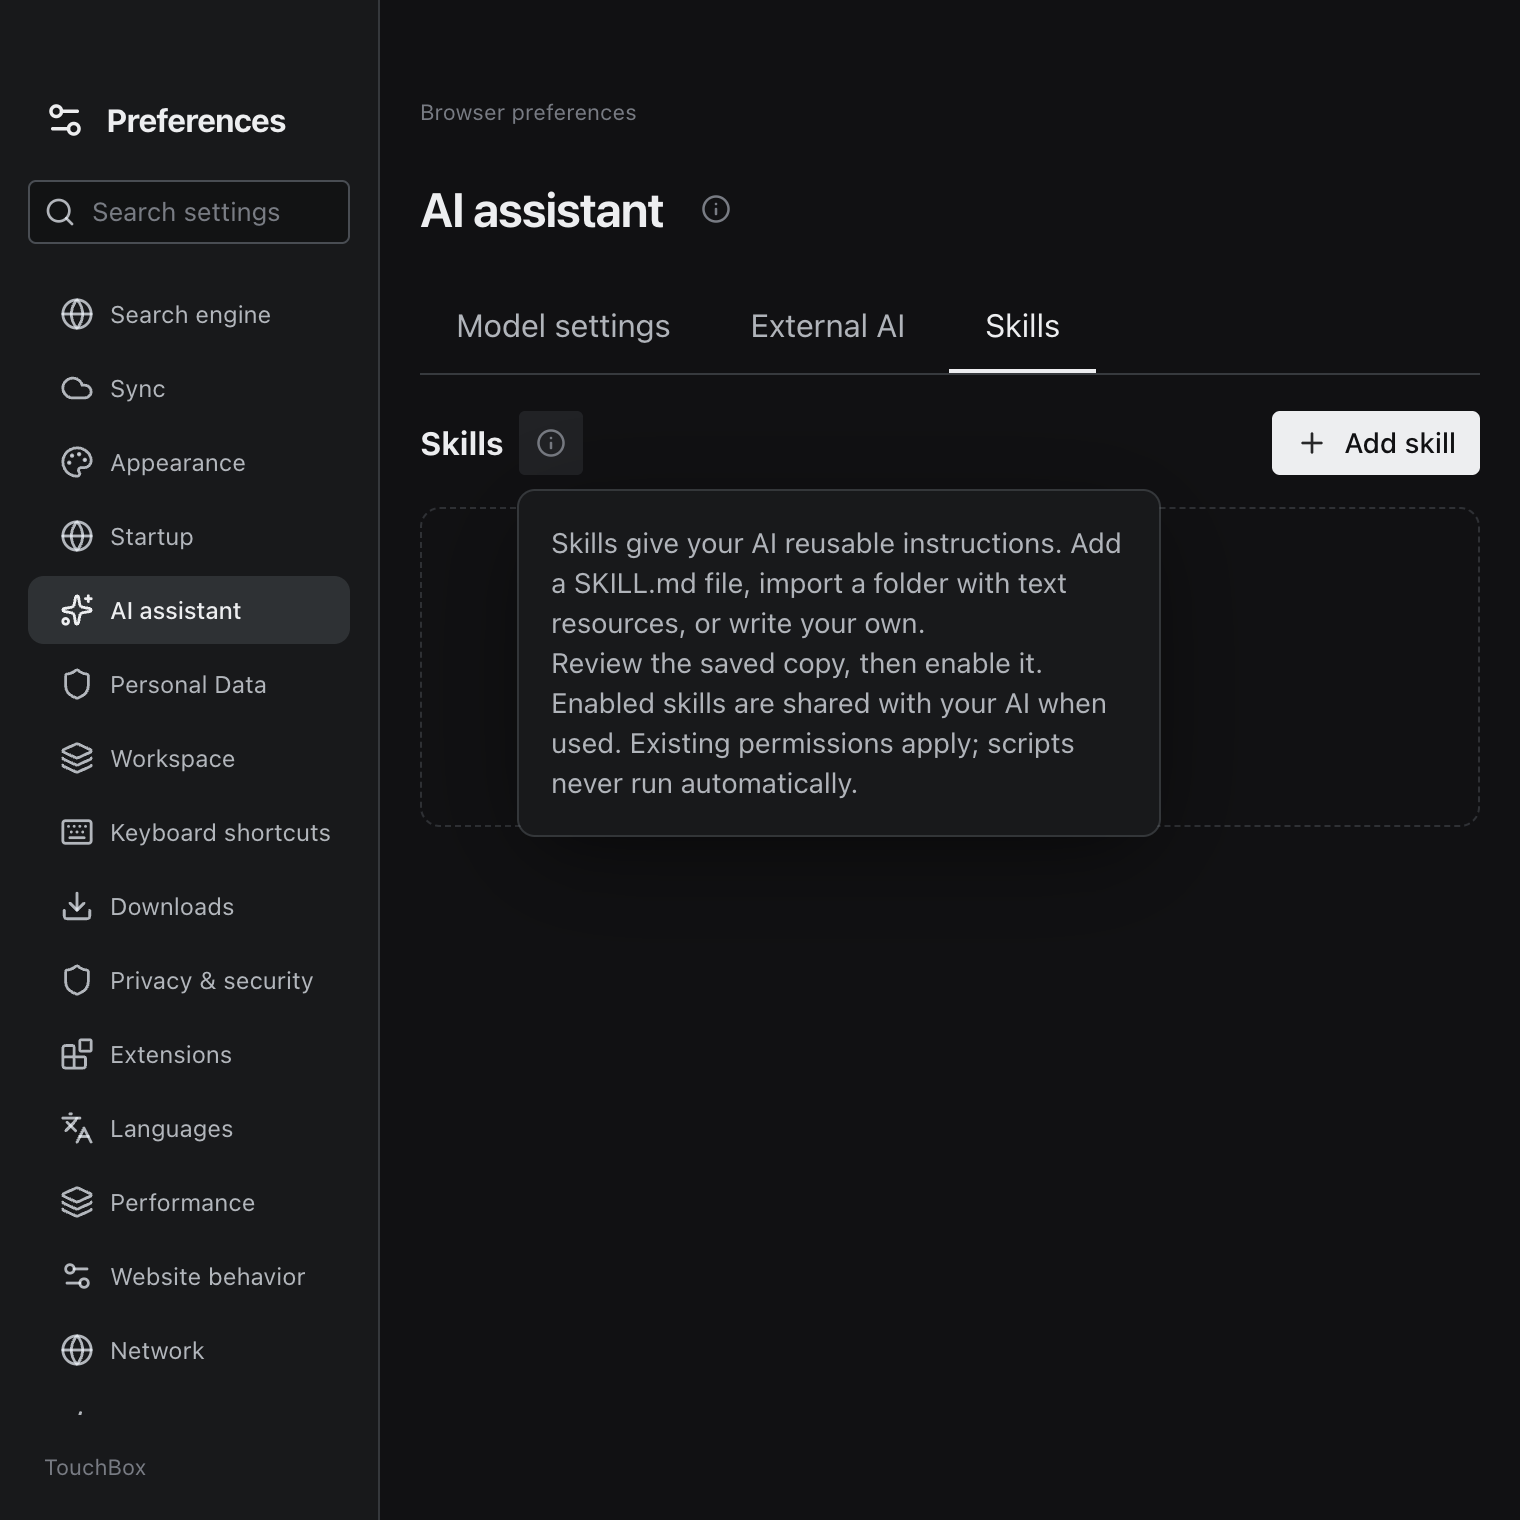 Preferences
Search settings
Search engine
Sync
Appearance
Startup
AI assistant
Personal Data
Workspace
Keyboard shortcuts
Downloads
Privacy & security
Extensions
Languages
Performance
Website behavior
Network
TouchBox
Browser preferences
AI assistant
Model settings
External AI
Skills
Skills
Add skill
Skills give your AI reusable instructions. Add
a SKILL.md file, import a folder with text
resources, or write your own.
Review the saved copy, then enable it.
Enabled skills are shared with your AI when
used. Existing permissions apply; scripts
never run automatically.